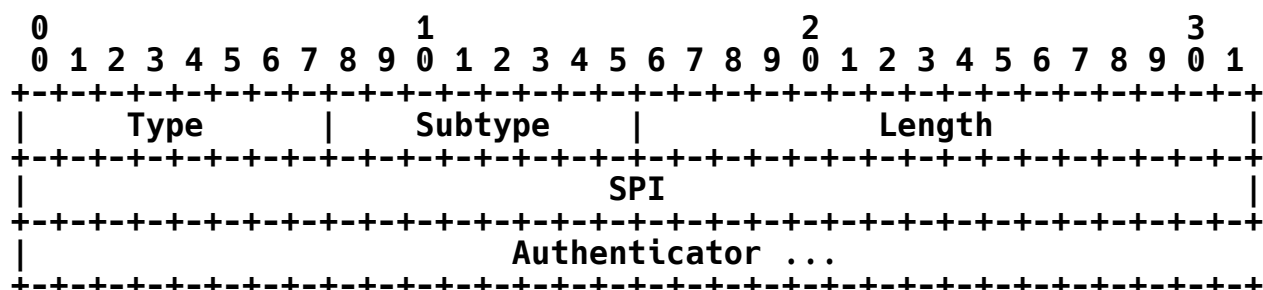 0                   1                   2                   3
 0 1 2 3 4 5 6 7 8 9 0 1 2 3 4 5 6 7 8 9 0 1 2 3 4 5 6 7 8 9 0 1
+-+-+-+-+-+-+-+-+-+-+-+-+-+-+-+-+-+-+-+-+-+-+-+-+-+-+-+-+-+-+-+-+
|     Type      |    Subtype    |            Length             |
+-+-+-+-+-+-+-+-+-+-+-+-+-+-+-+-+-+-+-+-+-+-+-+-+-+-+-+-+-+-+-+-+
|                              SPI                              |
+-+-+-+-+-+-+-+-+-+-+-+-+-+-+-+-+-+-+-+-+-+-+-+-+-+-+-+-+-+-+-+-+
|                         Authenticator ...
+-+-+-+-+-+-+-+-+-+-+-+-+-+-+-+-+-+-+-+-+-+-+-+-+-+-+-+-+-+-+-+-+